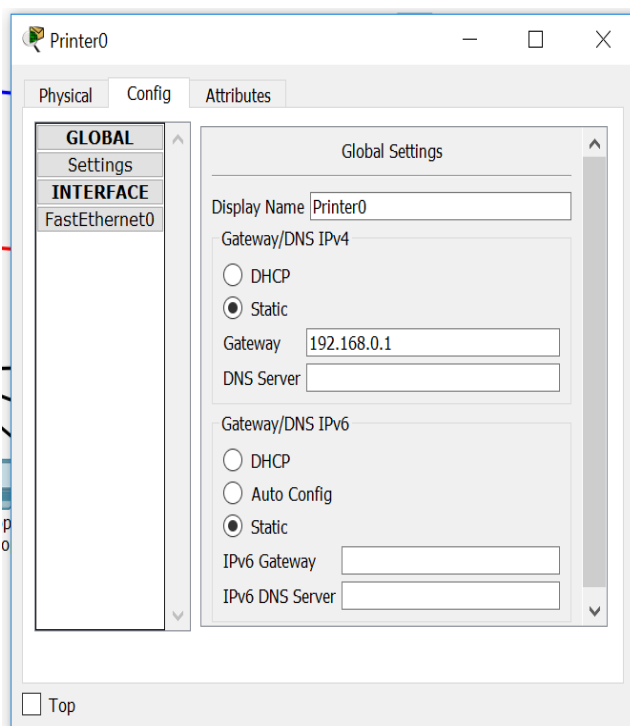 Printer0
Physical Config Attributes
GLOBAL
Settings
INTERFACE
FastEthernet0
Global Settings
Display Name Printer0
Gateway/DNS IPv4
DHCP
Static
Gateway 192.168.0.1
DNS Server
Gateway/DNS IPv6
DHCP
Auto Config
Static
IPv6 Gateway
IPv6 DNS Server
Top